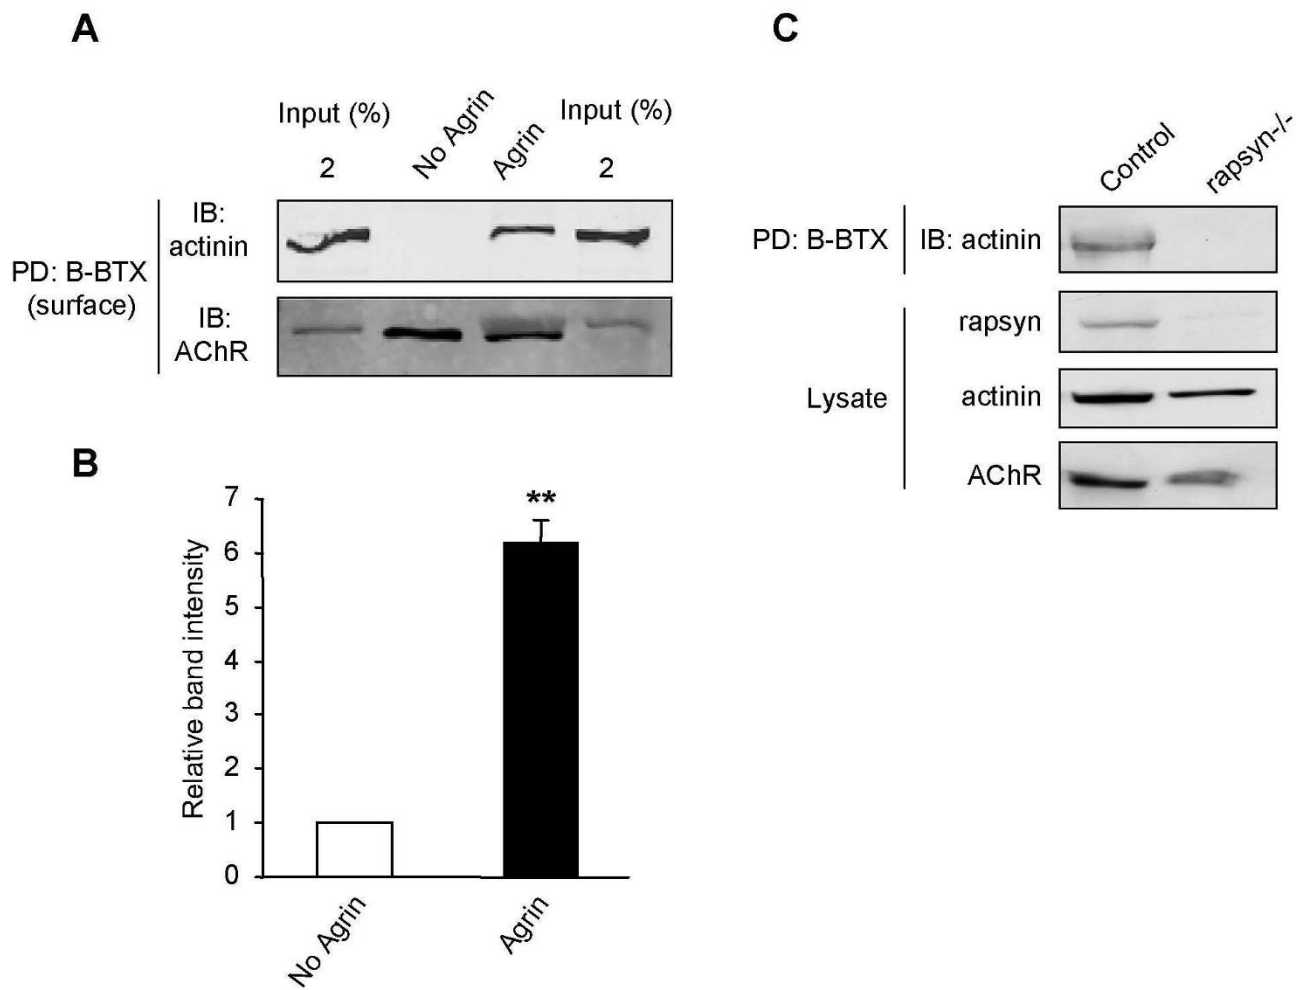 A
Input (%)
No Agrin
Agrin
Input (%)
2
2
PD: B-BTX
(surface)
IB:
actinin
IB:
AChR
B
Relative band intensity
7
6
5
4
3
2
1
0
**
No Agrin
Agrin
C
Control
rapsyn-/-
PD: B-BTX
IB: actinin
Lysate
rapsyn
actinin
AChR